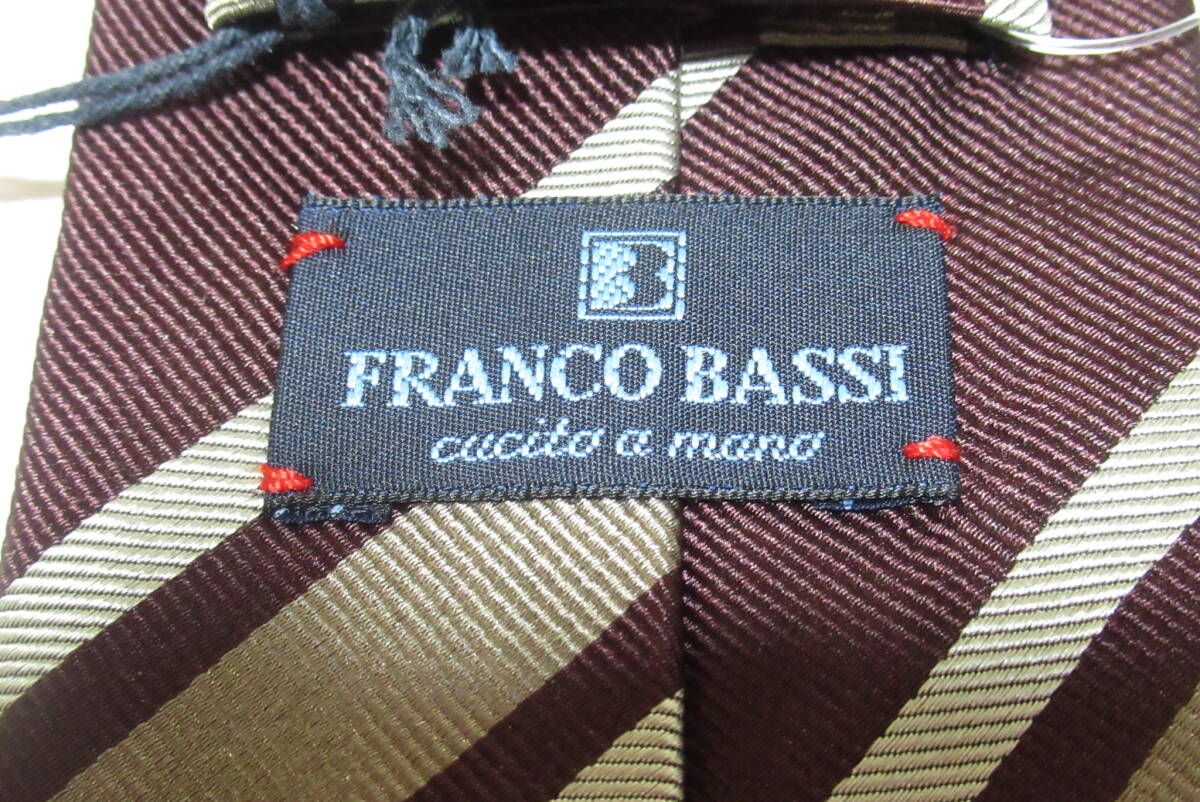 B
FRANCO BASSI
cucito a mano